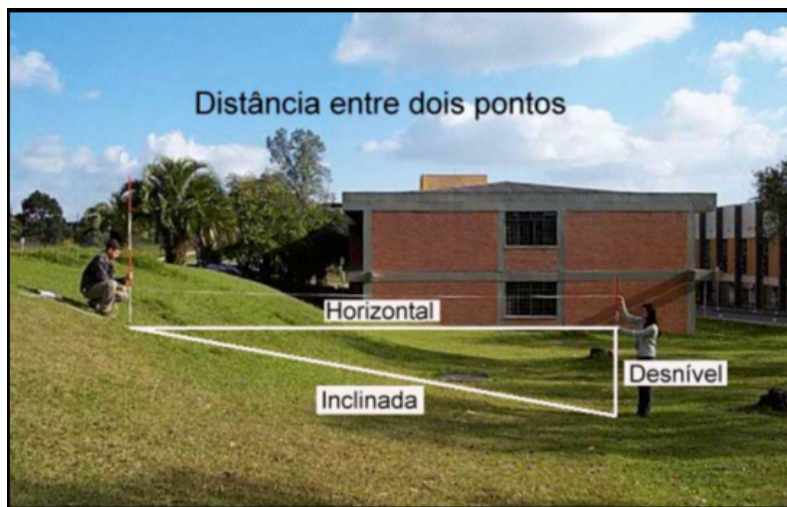 Distância entre dois pontos
Horizontal
Desnível
Inclinada